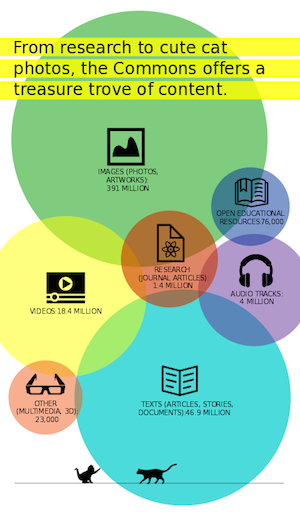 From research to cute cat
photos, the Commons offers a
treasure trove of content.
IMAGES (PHOTOS,
ARTWORKS):
391 MILLION
OPEN EDUCATIONAL
RESOURCES:76,000
RESEARCH
(JOURNAL ARTICLES):
1.4 MILLION
AUDIO TRACKS:
4 MILLION
VIDEOS:18.4 MILLION
OTHER
(MULTIMEDIA, 3D):
23,000
TEXTS (ARTICLES, STORIES,
DOCUMENTS):46.9 MILLION